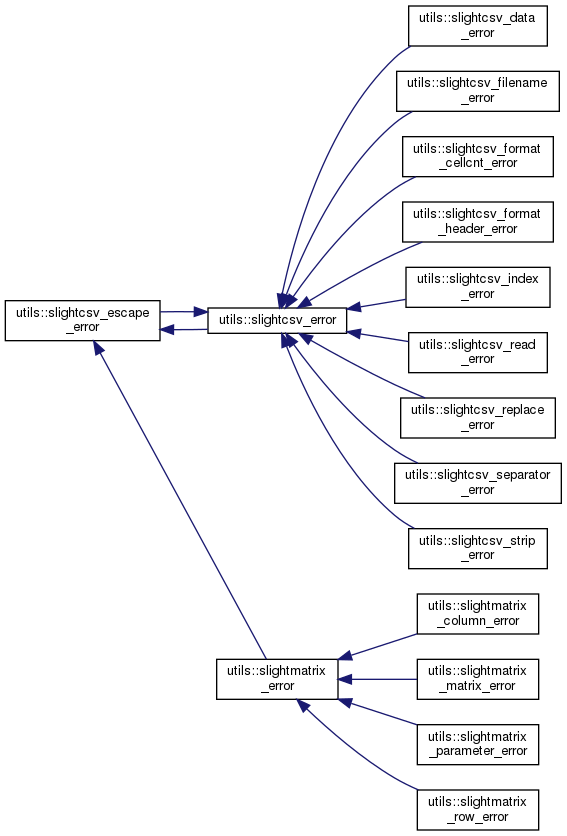 utils::slightcsv_data
_error
utils::slightcsv_filename
_error
utils::slightcsv_format
_cellcnt_error
utils::slightcsv_format
_header_error
utils::slightcsv_index
_error
utils::slightcsv_escape
_error
utils::slightcsv_error
utils::slightcsv_read
_error
utils::slightcsv_replace
_error
utils::slightcsv_separator
_error
utils::slightcsv_strip
_error
utils::slightmatrix
_column_error
utils::slightmatrix
_error
utils::slightmatrix
_matrix_error
utils::slightmatrix
_parameter_error
utils::slightmatrix
_row_error